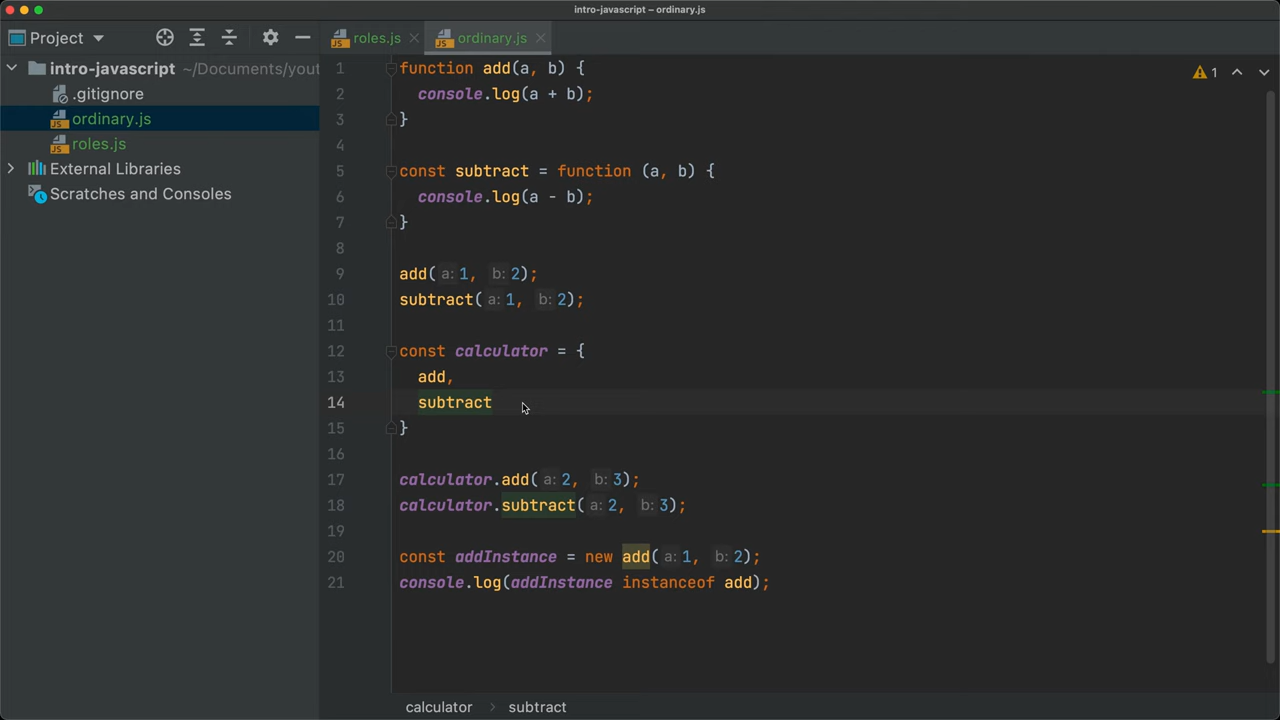 intro-javascript – ordinary.js
Project
roles.js
ordinary.js
intro-javascript ~/Documents/yout
.gitignore
ordinary.js
roles.js
External Libraries
Scratches and Consoles
1 function add(a, b) {
2 console.log(a + b);
3 }
4
5 const subtract = function (a, b) {
6 console.log(a - b);
7 }
8
9 add( a: 1, b: 2);
10 subtract( a: 1, b: 2);
11
12 const calculator = {
13 add,
14 subtract
15 }
16
17 calculator.add( a: 2, b: 3);
18 calculator.subtract( a: 2, b: 3);
19
20 const addInstance = new add( a: 1, b: 2);
21 console.log(addInstance instanceof add);
1
calculator > subtract